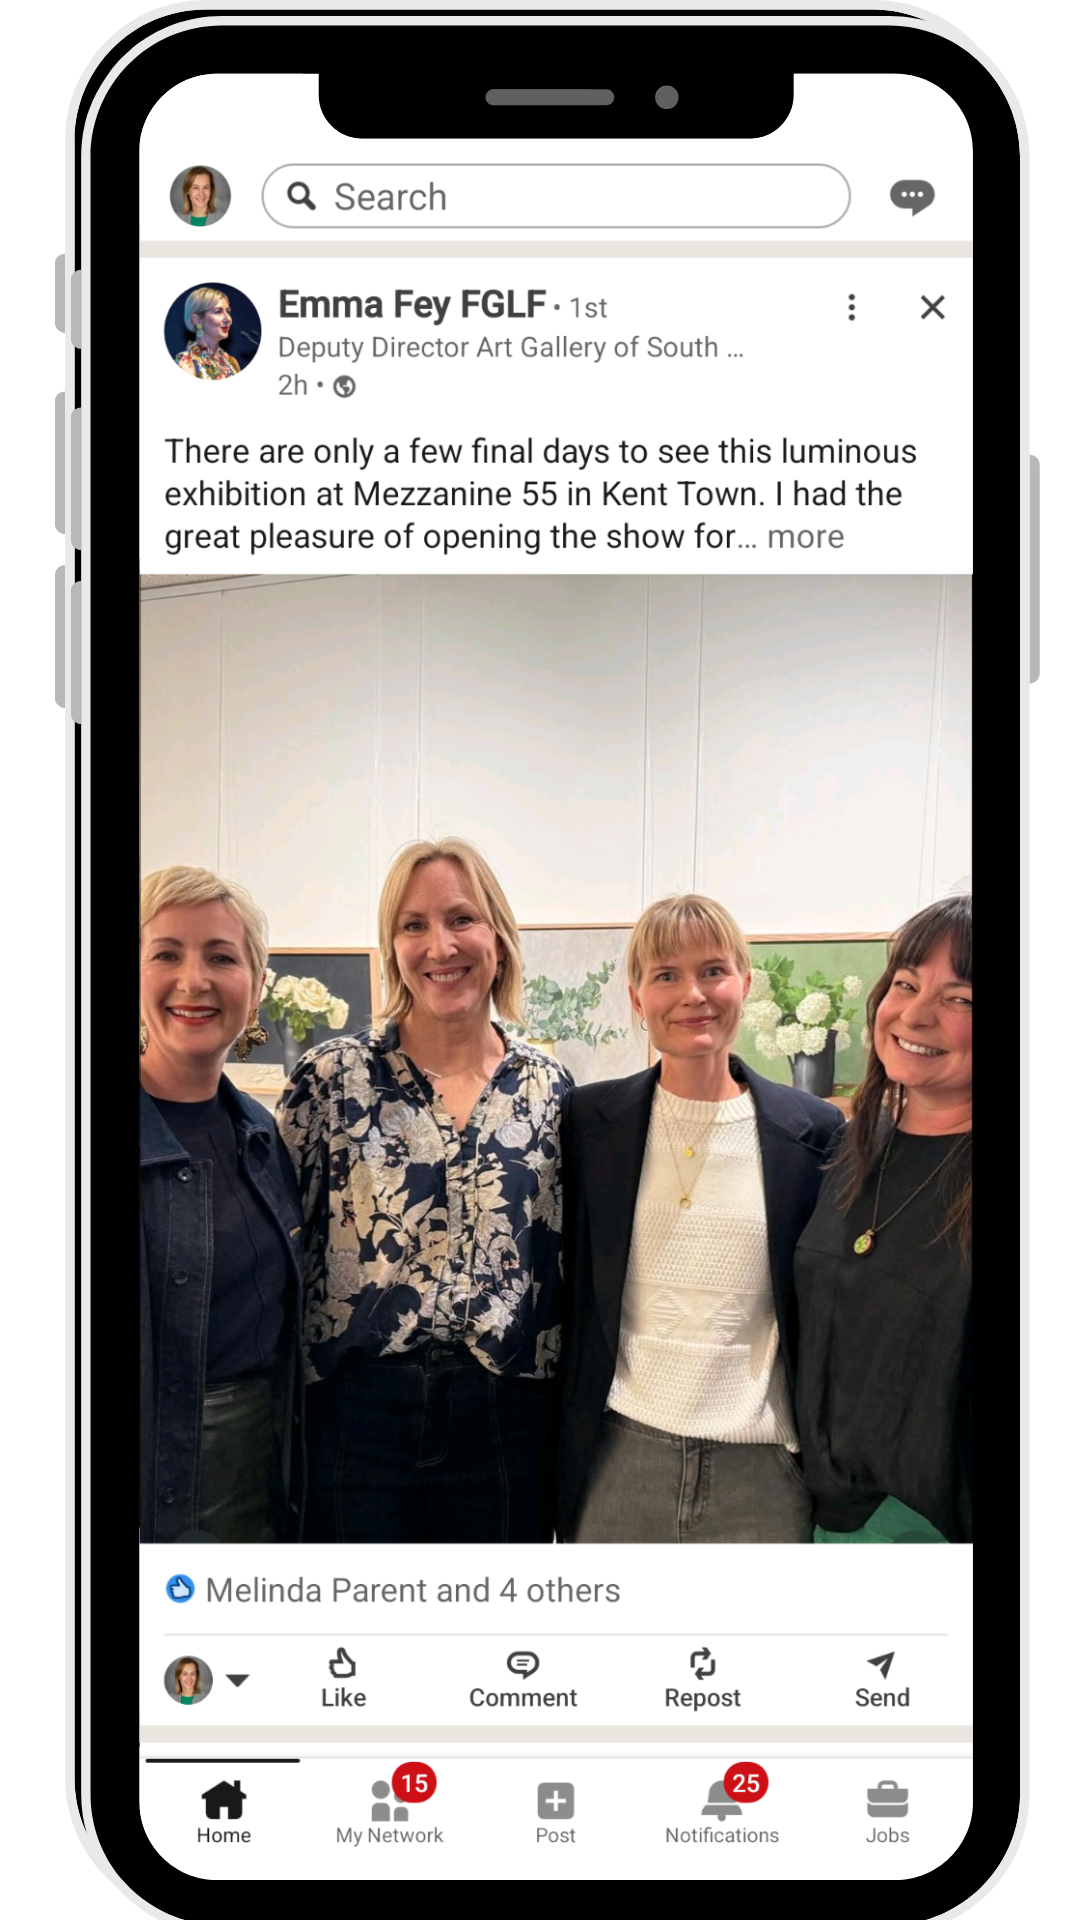 Search
Emma Fey FGLF • 1st
Deputy Director Art Gallery of South ...
2h •
There are only a few final days to see this luminous
exhibition at Mezzanine 55 in Kent Town. I had the
great pleasure of opening the show for... more
Melinda Parent and 4 others
Like Comment Repost Send
15 25
Home My Network Post Notifications Jobs